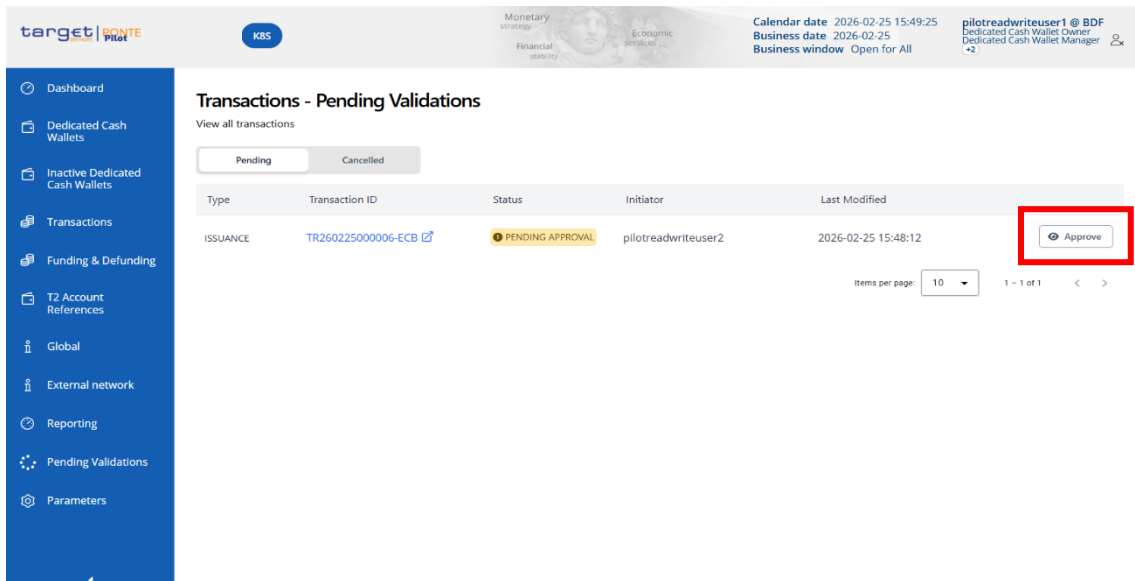 target | PONTE
services
Pilot
K8S
Monetary
strategy
Financial
stability
Economic
services
Calendar date 2026-02-25 15:49:25
Business date 2026-02-25
Business window Open for All
pilotreadwriteuser1 @ BDF
Dedicated Cash Wallet Owner
Dedicated Cash Wallet Manager
+2
Dashboard
Dedicated Cash
Wallets
Inactive Dedicated
Cash Wallets
Transactions
Funding & Defunding
T2 Account
References
Global
External network
Reporting
Pending Validations
Parameters
Transactions - Pending Validations
View all transactions
Pending Cancelled
Type Transaction ID Status Initiator Last Modified
ISSUANCE TR260225000006-ECB PENDING APPROVAL pilotreadwriteuser2 2026-02-25 15:48:12 Approve
Items per page: 10 1 – 1 of 1